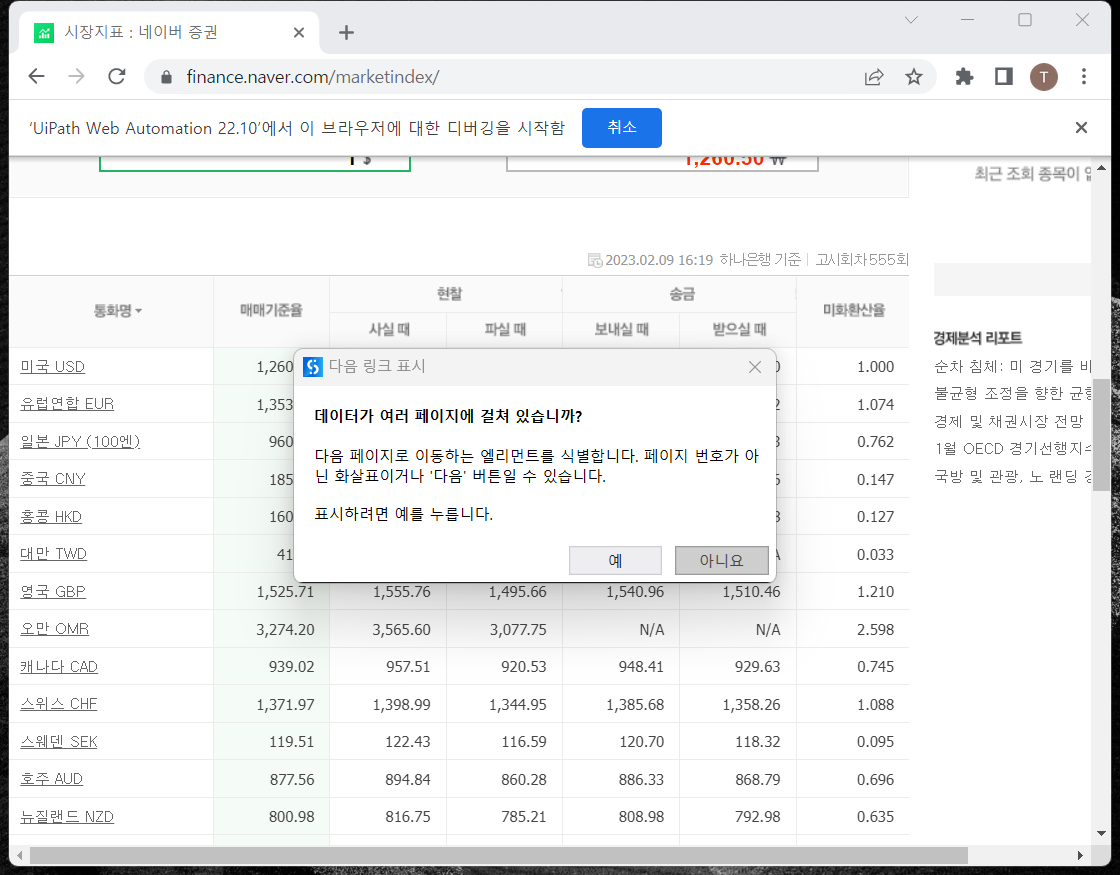 시장지표 : 네이버 증권
finance.naver.com/marketindex/
T
'UiPath Web Automation 22.10'에서 이 브라우저에 대한 디버깅을 시작함
취소
1 $
1,260.50 ₩
최근 조회 종목이
2023.02.09 16:19 하나은행 기준 | 고시회차 555회
통화명 매매기준율 현찰 송금 미화환산율
사실 때 파실 때 보내실 때 받으실 때
경제분석 리포트
미국 USD 1,260 1.000
순차 침체: 미 경기를
유럽연합 EUR 1,353 1.074
불균형 조정을 향한
일본 JPY (100엔) 960 0.762
경제 및 채권시장 전망
1월 OECD 경기선행지
중국 CNY 185 0.147
국방 및 관광, 노 랜딩
홍콩 HKD 160 0.127
대만 TWD 41 0.033
다음 링크 표시
데이터가 여러 페이지에 걸쳐 있습니까?
다음 페이지로 이동하는 엘리먼트를 식별합니다. 페이지 번호가 아
닌 화살표이거나 '다음' 버튼일 수 있습니다.
표시하려면 예를 누릅니다.
예 아니요
영국 GBP 1,525.71 1,555.76 1,495.66 1,540.96 1,510.46 1.210
오만 OMR 3,274.20 3,565.60 3,077.75 N/A N/A 2.598
캐나다 CAD 939.02 957.51 920.53 948.41 929.63 0.745
스위스 CHF 1,371.97 1,398.99 1,344.95 1,385.68 1,358.26 1.088
스웨덴 SEK 119.51 122.43 116.59 120.70 118.32 0.095
호주 AUD 877.56 894.84 860.28 886.33 868.79 0.696
뉴질랜드 NZD 800.98 816.75 785.21 808.98 792.98 0.635